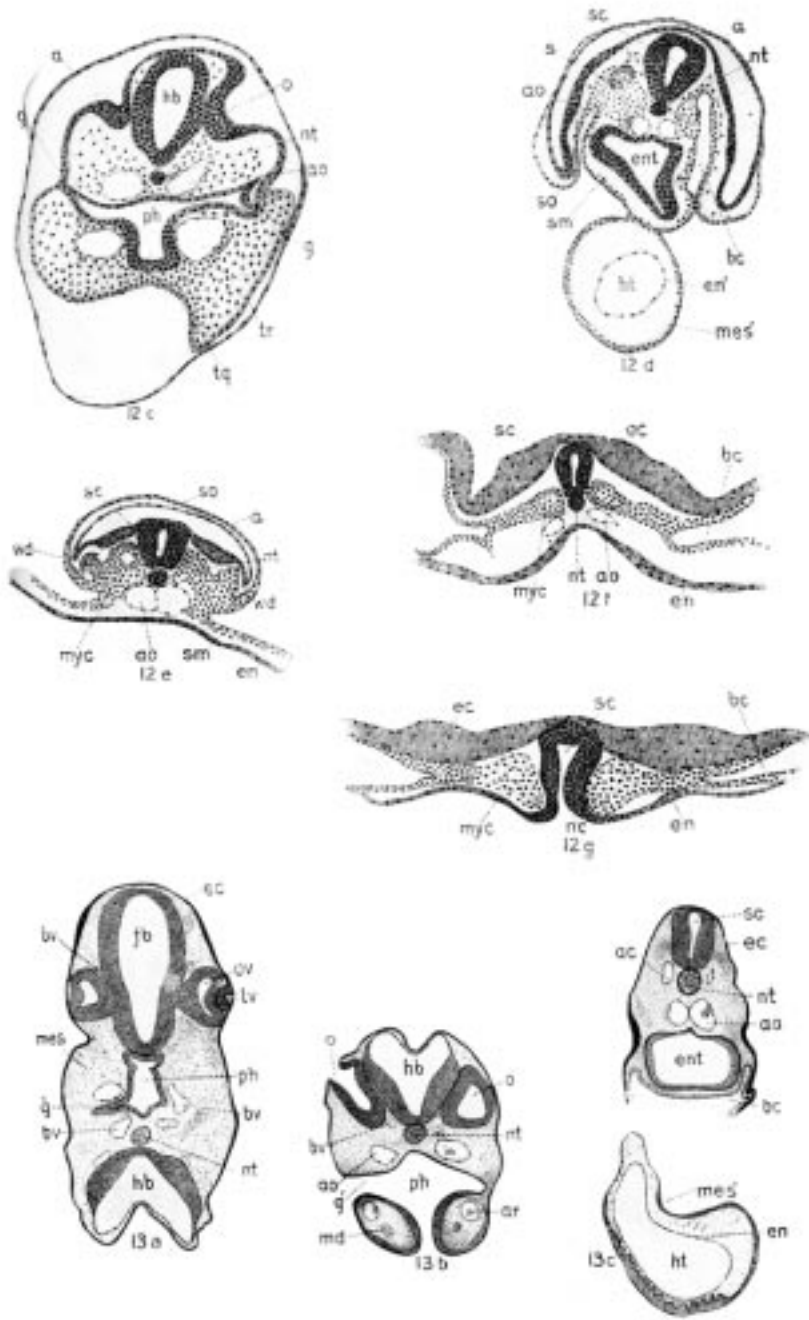 a
hb
o
g
nt
ao
ph
g
tr
tg
12 c
sc
a
s
nt
ao
ent
so
sm
bc
ht
en'
mes'
12 d
sc
so
a
wd
nt
wd
myc
ao
sm
12 e
en
sc
ec
bc
myc
nt
ao
12 f
en
ec
sc
bc
myc
nc
en
12 g
ec
fb
bv
ov
lv
mes
ph
g
bv
bv
nt
hb
13 a
o
hb
o
bv
nt
ao
ph
g'
ar
md
13 b
sc
ec
ac
nt
ao
ent
bc
mes'
en
ht
13 c